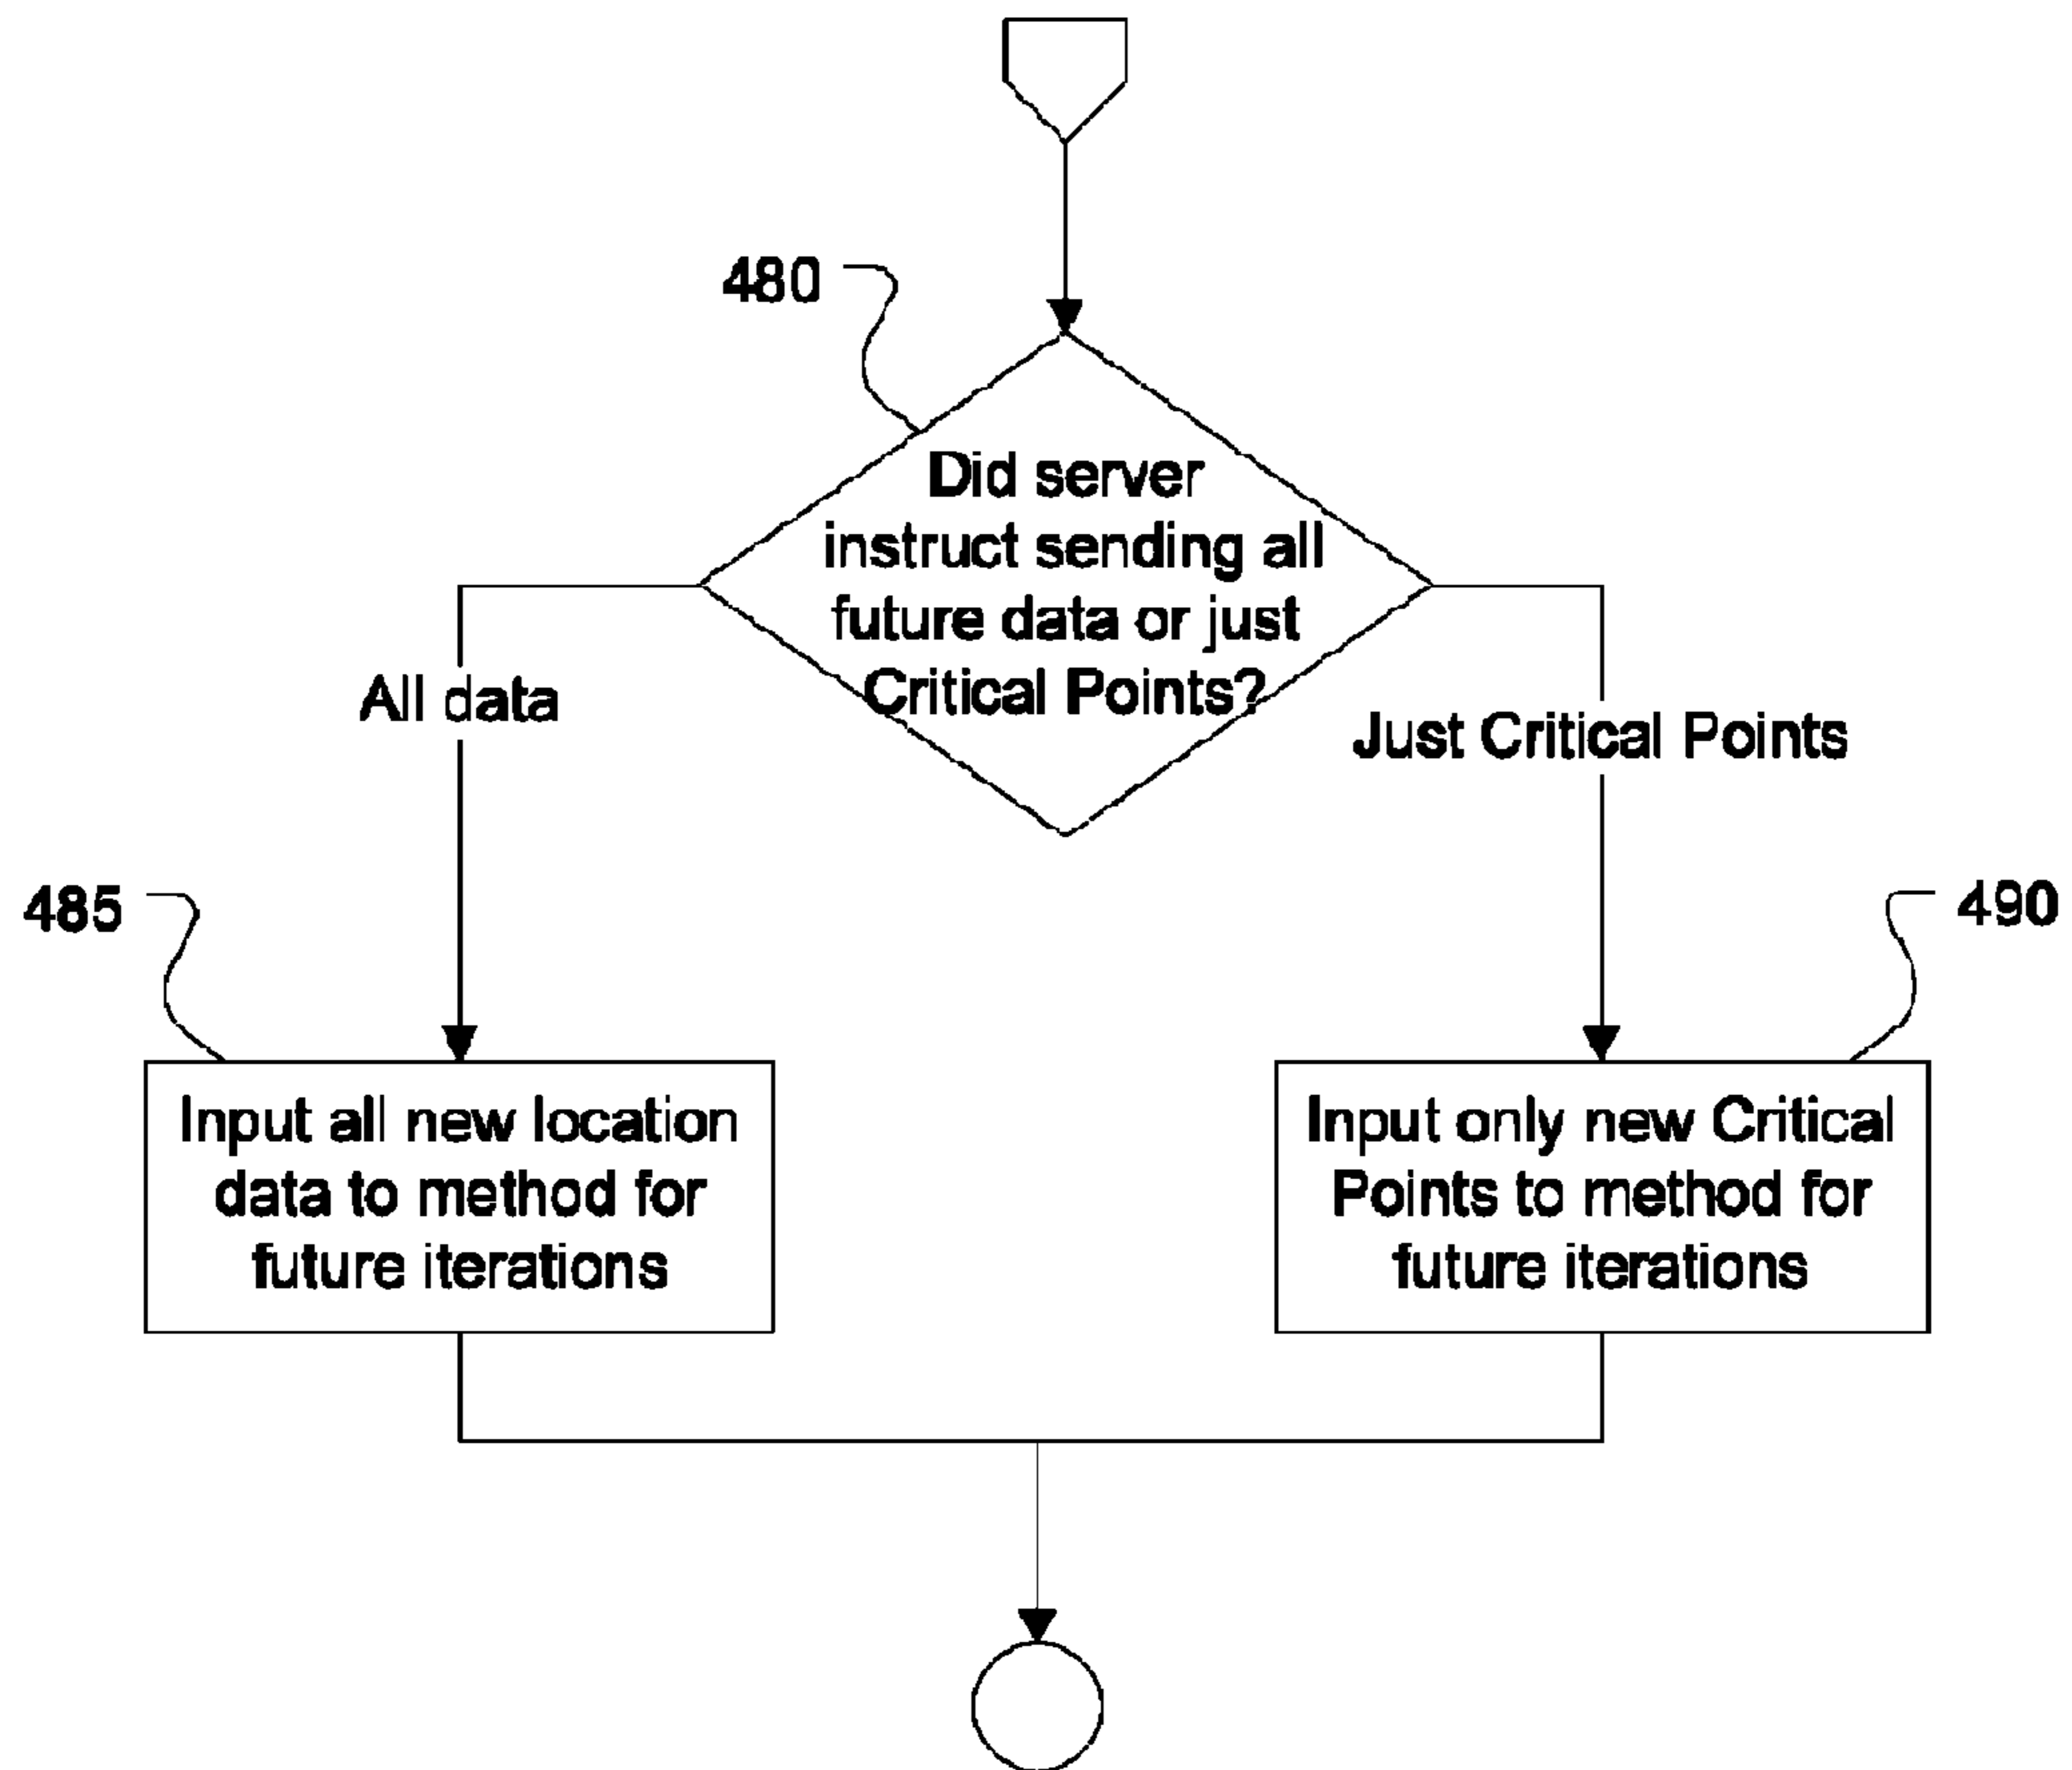 480
Did server
instruct sending all
future data or just
Critical Points?
All data
Just Critical Points
485
490
Input all new location
data to method for
future iterations
Input only new Critical
Points to method for
future iterations